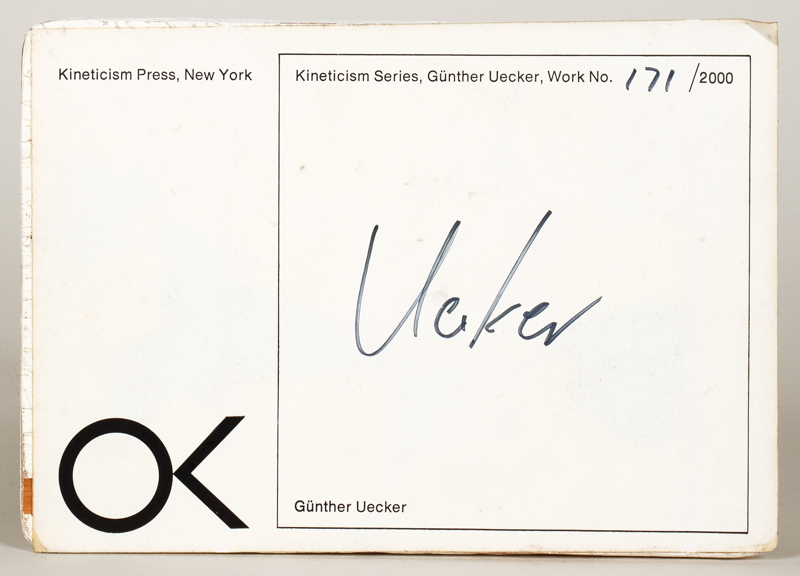 Kineticism Press, New York
Kineticism Series, Günther Uecker, Work No. 171 /2000
Uecker
Günther Uecker
OK